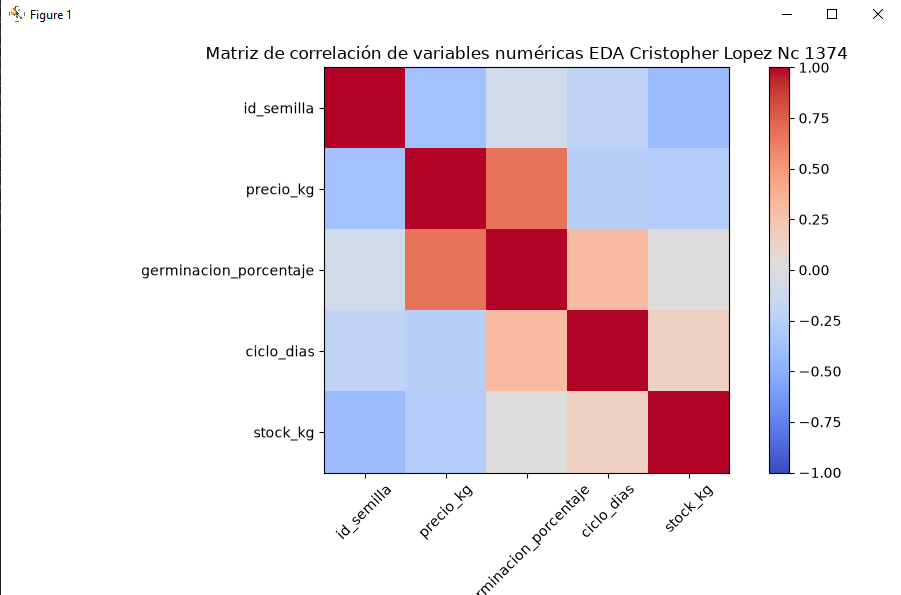 Figure 1
Matriz de correlación de variables numéricas EDA Cristopher Lopez Nc 1374
id_semilla
precio_kg
germinacion_porcentaje
ciclo_dias
stock_kg
1.00
0.75
0.50
0.25
0.00
−0.25
−0.50
−0.75
−1.00
id_semilla
precio_kg
rminacion_porcentaje
ciclo_dias
stock_kg